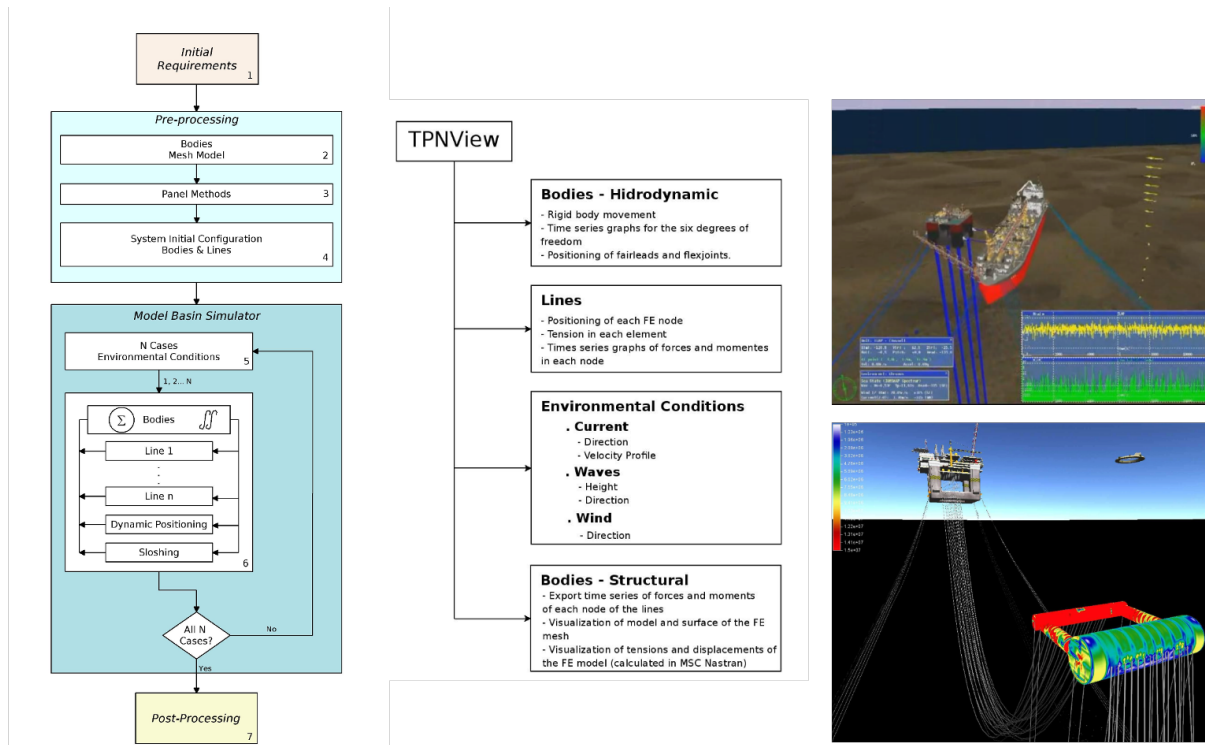 Initial
Requirements
1
Pre-processing
Bodies
Mesh Model
2
Panel Methods
3
System Initial Configuration
Bodies & Lines
4
Model Basin Simulator
N Cases
Environmental Conditions
5
1, 2... N
∑ Bodies ∬
Line 1
.
.
.
Line n
Dynamic Positioning
Sloshing
6
All N
Cases?
No
Yes
Post-Processing
7
TPNView
Bodies - Hidrodynamic
- Rigid body movement
- Time series graphs for the six degrees of
freedom
- Positioning of fairleads and flexjoints.
Lines
- Positioning of each FE node
- Tension in each element
- Times series graphs of forces and momentes
in each node
Environmental Conditions
. Current
- Direction
- Velocity Profile
. Waves
- Height
- Direction
. Wind
- Direction
Bodies - Structural
- Export time series of forces and moments
of each node of the lines
- Visualization of model and surface of the FE
mesh
- Visualization of tensions and displacements of
the FE model (calculated in MSC Nastran)